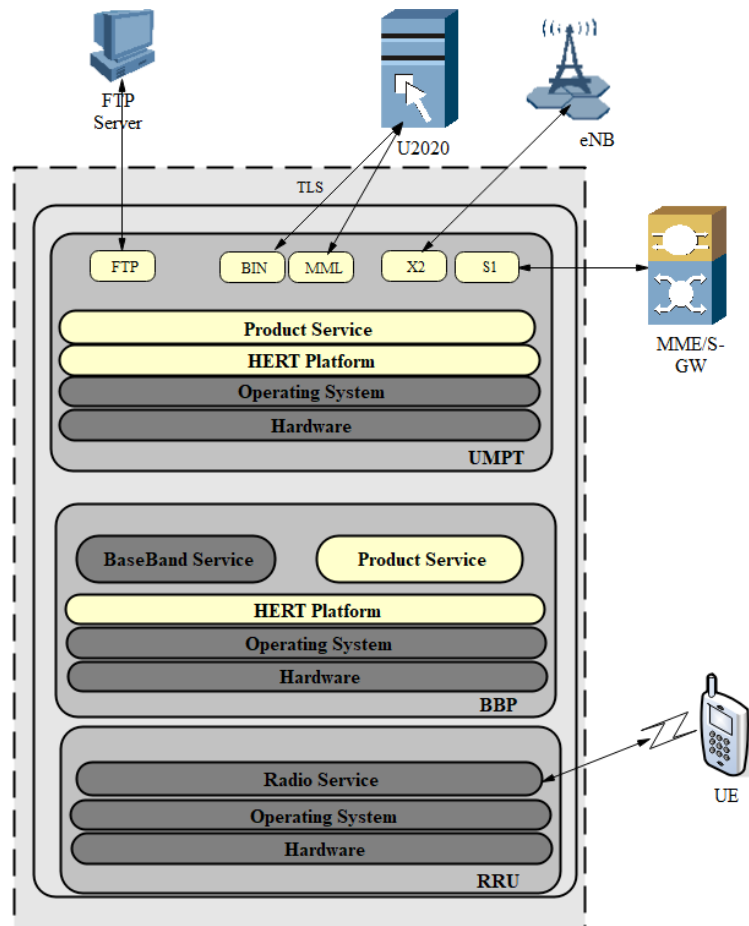 FTP
Server
U2020
eNB
TLS
FTP
BIN
MML
X2
S1
MME/S-
GW
Product Service
HERT Platform
Operating System
Hardware
UMPT
BaseBand Service
Product Service
HERT Platform
Operating System
Hardware
BBP
Radio Service
Operating System
Hardware
RRU
UE